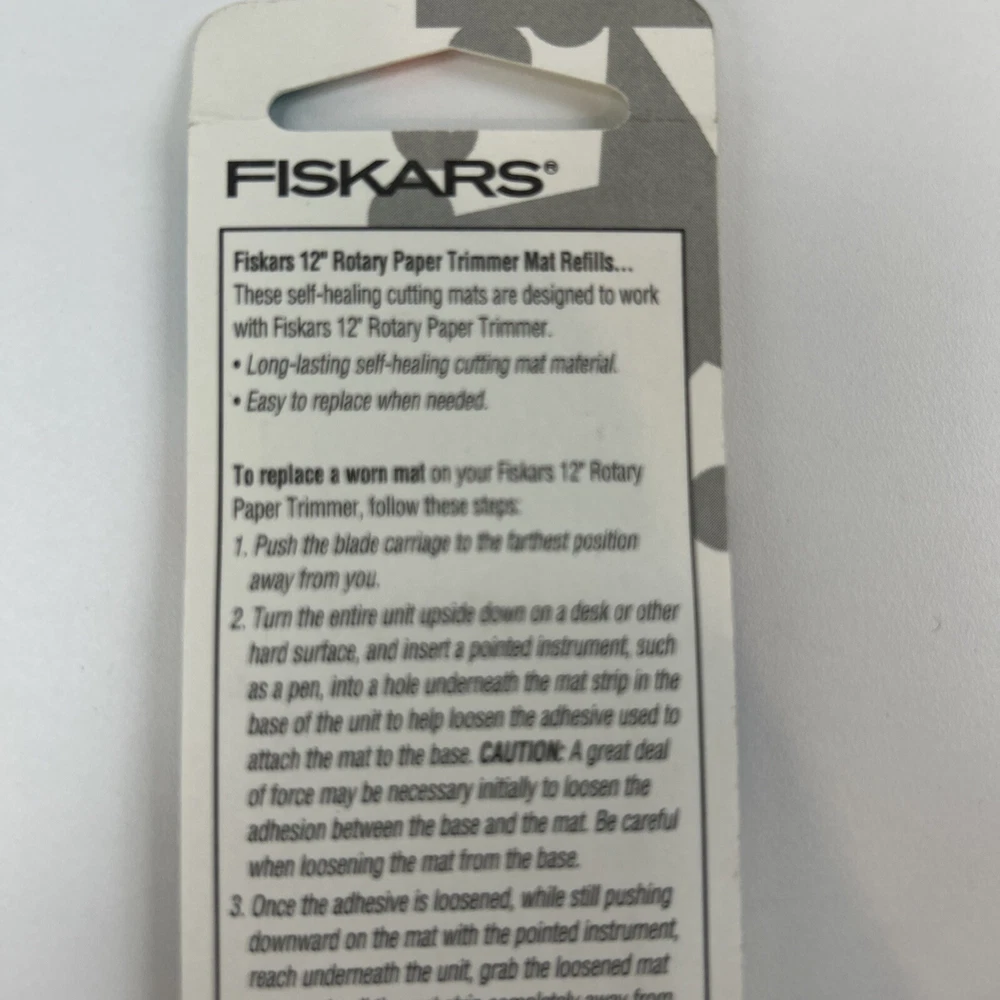 FISKARS®
Fiskars 12" Rotary Paper Trimmer Mat Refills...
These self-healing cutting mats are designed to work
with Fiskars 12" Rotary Paper Trimmer.
• Long-lasting self-healing cutting mat material.
• Easy to replace when needed.
To replace a worn mat on your Fiskars 12" Rotary
Paper Trimmer, follow these steps:
1. Push the blade carriage to the farthest position
away from you.
2. Turn the entire unit upside down on a desk or other
hard surface, and insert a pointed instrument, such
as a pen, into a hole underneath the mat strip in the
base of the unit to help loosen the adhesive used to
attach the mat to the base. CAUTION: A great deal
of force may be necessary initially to loosen the
adhesion between the base and the mat. Be careful
when loosening the mat from the base.
3. Once the adhesive is loosened, while still pushing
downward on the mat with the pointed instrument,
reach underneath the unit, grab the loosened mat
completely away from